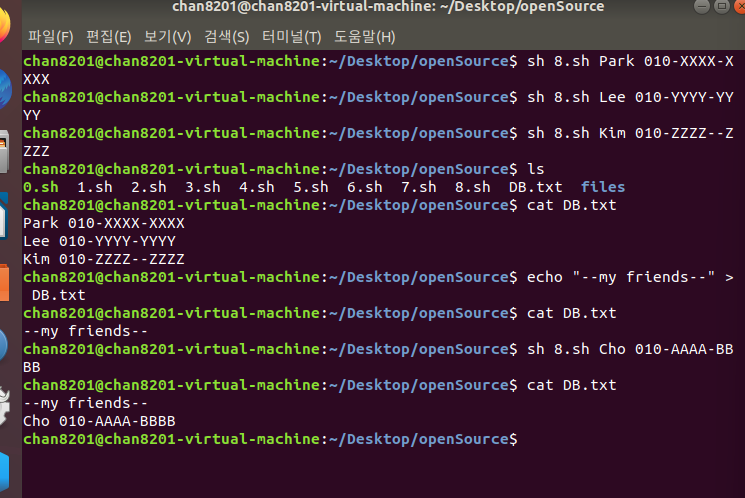 chan8201@chan8201-virtual-machine: ~/Desktop/openSource
파일(F) 편집(E) 보기(V) 검색(S) 터미널(T) 도움말(H)
chan8201@chan8201-virtual-machine:~/Desktop/openSource$ sh 8.sh Park 010-XXXX-X
XXX
chan8201@chan8201-virtual-machine:~/Desktop/openSource$ sh 8.sh Lee 010-YYYY-YY
YY
chan8201@chan8201-virtual-machine:~/Desktop/openSource$ sh 8.sh Kim 010-ZZZZ--Z
ZZZ
chan8201@chan8201-virtual-machine:~/Desktop/openSource$ ls
0.sh 1.sh 2.sh 3.sh 4.sh 5.sh 6.sh 7.sh 8.sh DB.txt files
chan8201@chan8201-virtual-machine:~/Desktop/openSource$ cat DB.txt
Park 010-XXXX-XXXX
Lee 010-YYYY-YYYY
Kim 010-ZZZZ--ZZZZ
chan8201@chan8201-virtual-machine:~/Desktop/openSource$ echo "--my friends--" >
 DB.txt
chan8201@chan8201-virtual-machine:~/Desktop/openSource$ cat DB.txt
--my friends--
chan8201@chan8201-virtual-machine:~/Desktop/openSource$ sh 8.sh Cho 010-AAAA-BB
BB
chan8201@chan8201-virtual-machine:~/Desktop/openSource$ cat DB.txt
--my friends--
Cho 010-AAAA-BBBB
chan8201@chan8201-virtual-machine:~/Desktop/openSource$